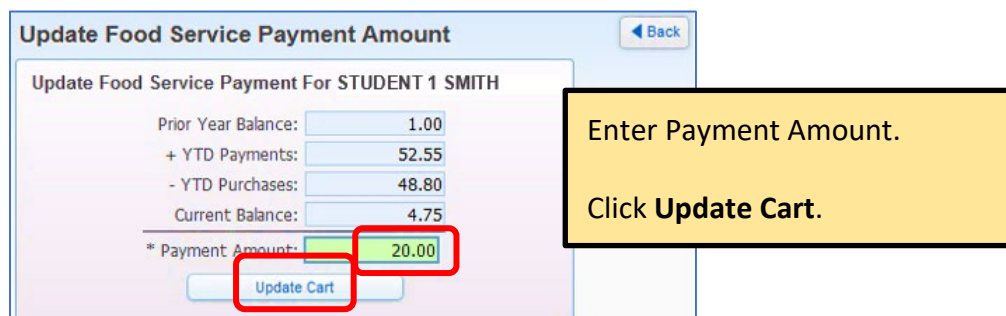 Update Food Service Payment Amount
Back
Update Food Service Payment For STUDENT 1 SMITH
Prior Year Balance: 1.00
+ YTD Payments: 52.55
- YTD Purchases: 48.80
Current Balance: 4.75
* Payment Amount: 20.00
Update Cart
Enter Payment Amount.
Click Update Cart.